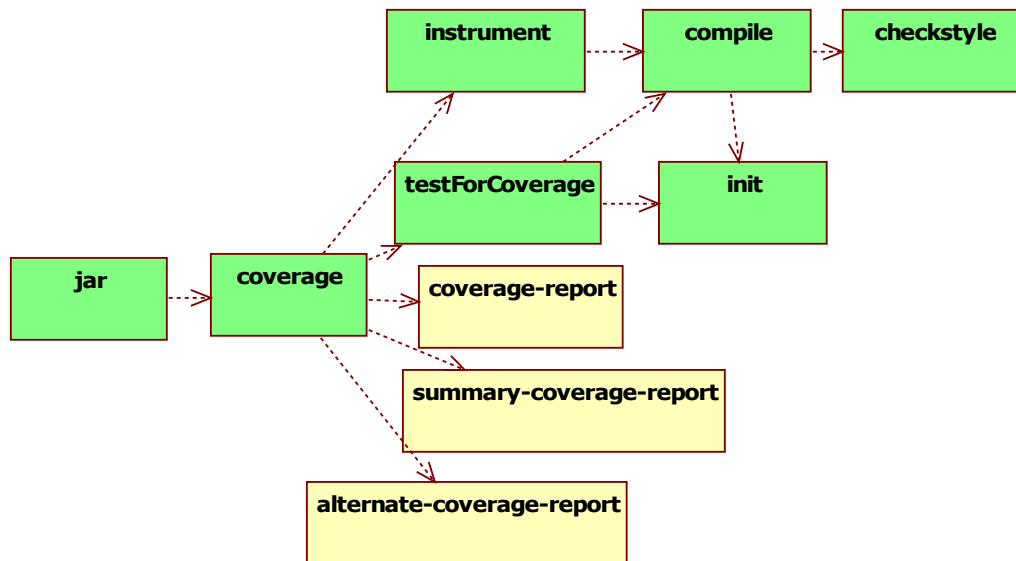 instrument
compile
checkstyle
testForCoverage
init
jar
coverage
coverage-report
summary-coverage-report
alternate-coverage-report